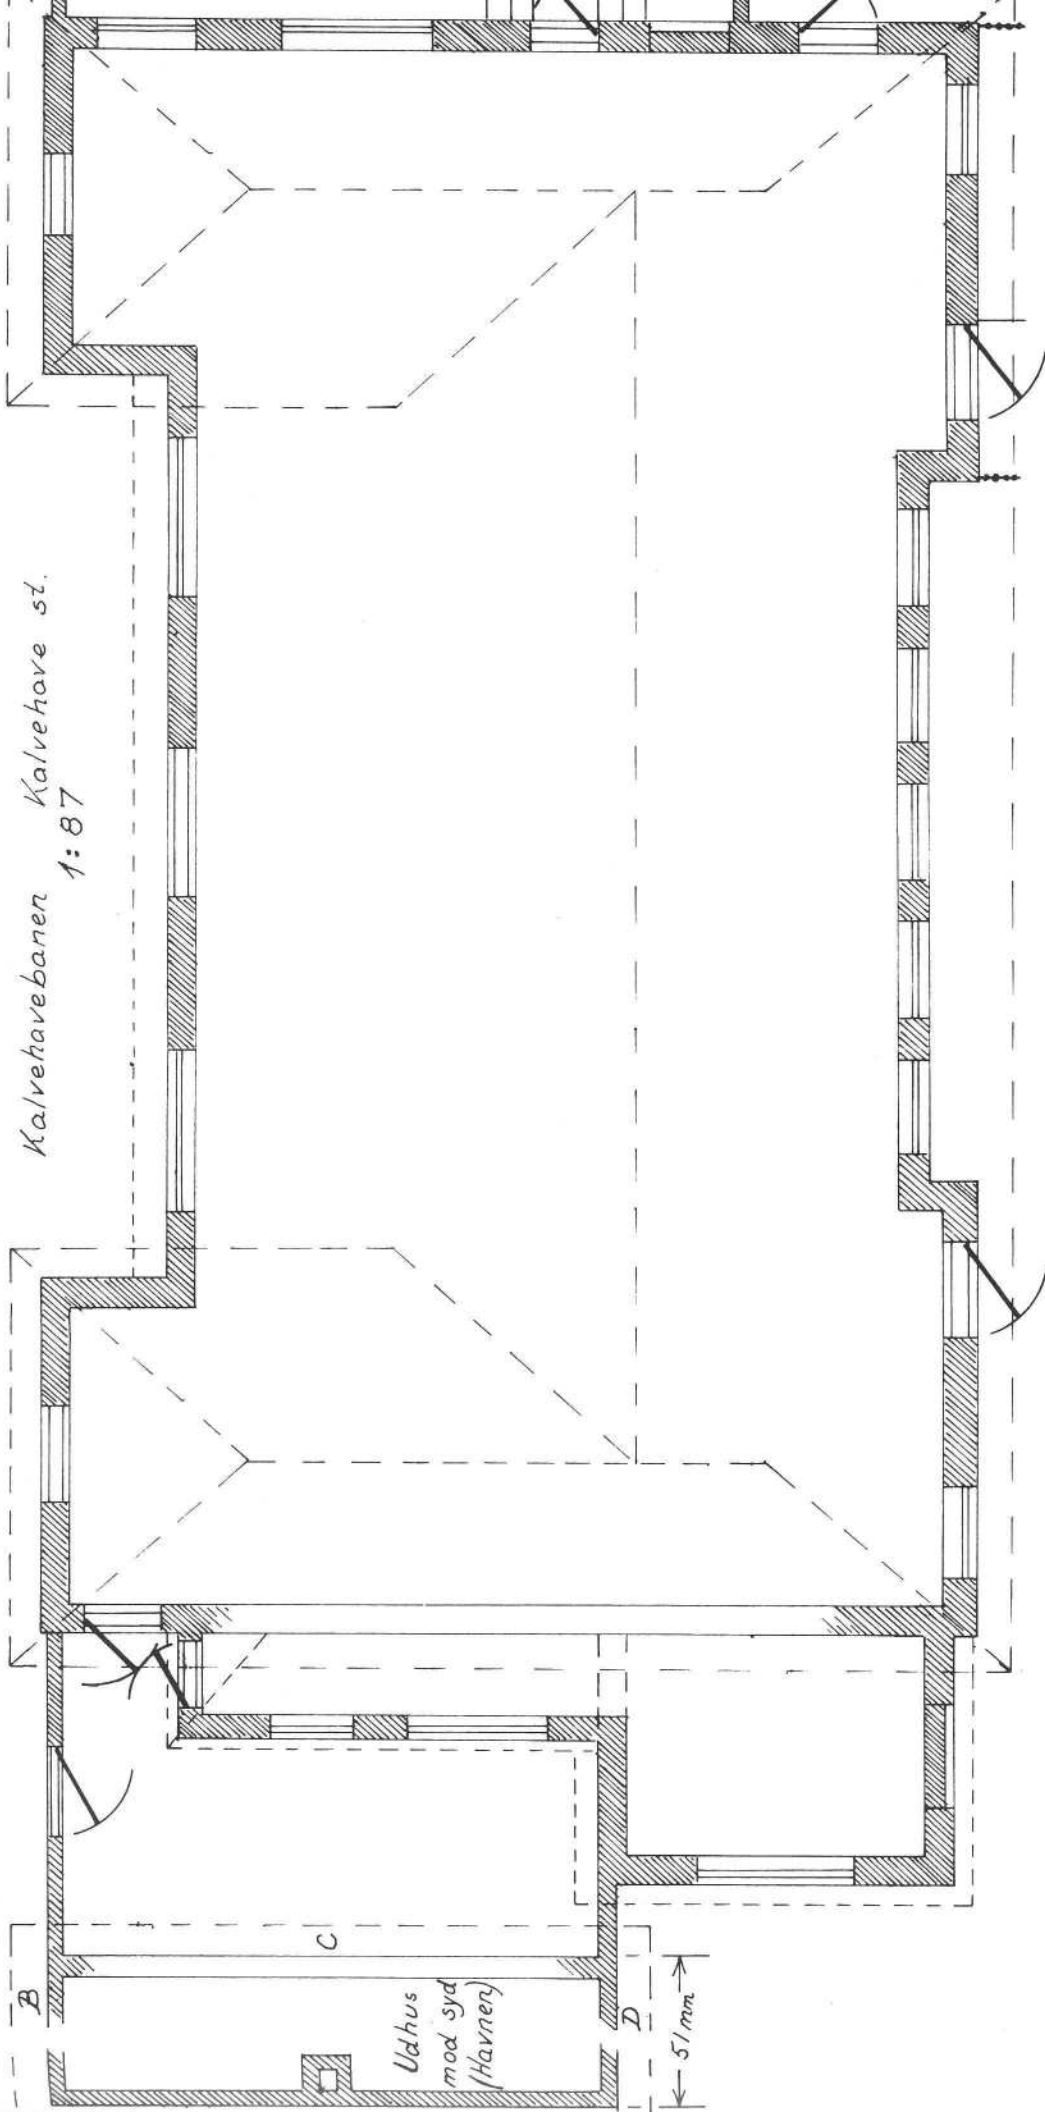 Kalvehavebanen Kalvehave st.
1:87
B
C
Udhus
mod syd
(Havnen)
D
51 mm